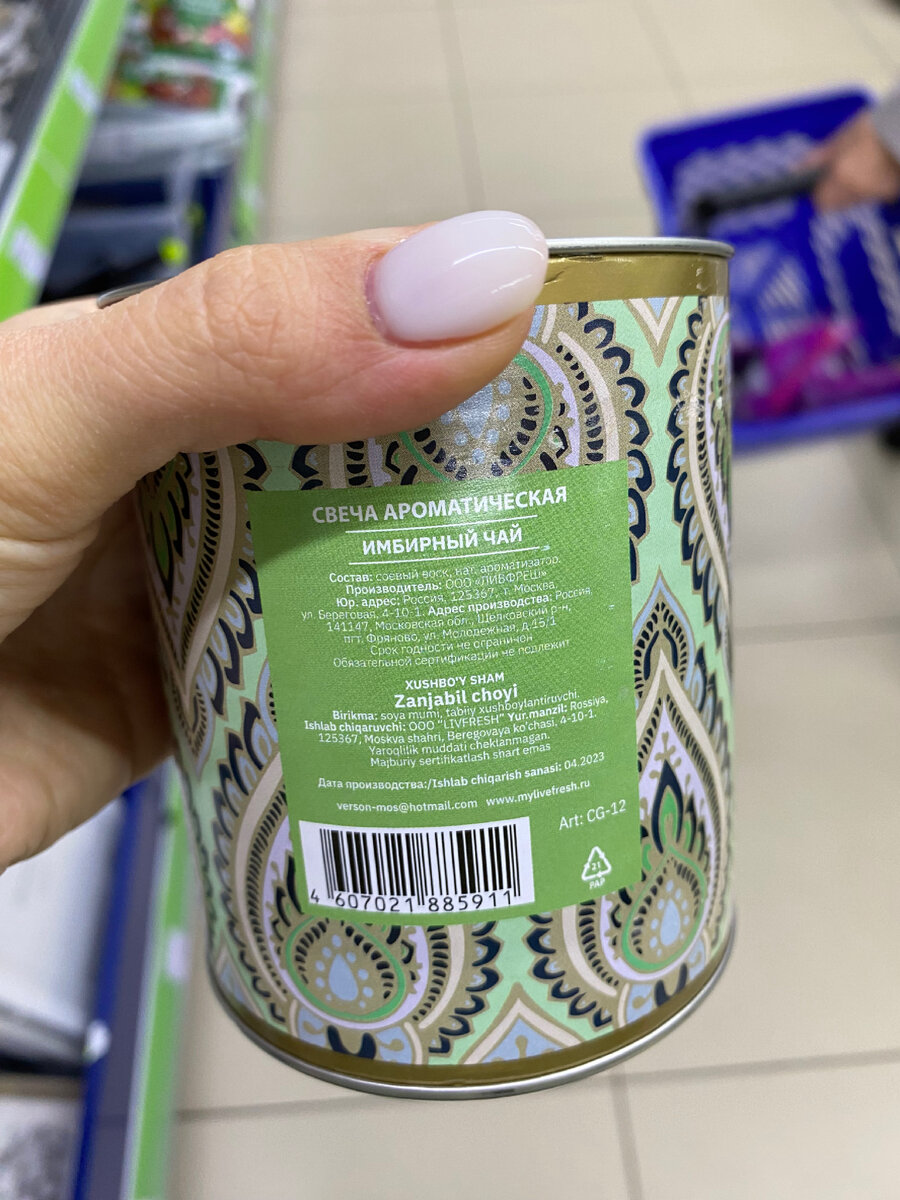 СВЕЧА АРОМАТИЧЕСКАЯ
ИМБИРНЫЙ ЧАЙ
Состав: соевый воск, нат. ароматизатор.
Производитель: ООО «ЛИВФРЕШ»
Юр. адрес: Россия, 125367, г. Москва,
ул. Береговая, 4-10-1. Адрес производства: Россия,
141147, Московская обл., Щелковский р-н,
пгт. Фряново, ул. Молодежная, д.15/1
Срок годности не ограничен
Обязательной сертификации не подлежит
XUSHBO'Y SHAM
Zanjabil choyi
Birikma: soya mumi, tabiiy xushboylantiruvchi.
Ishlab chiqaruvchi: ООО "LIVFRESH" Yur.manzil: Rossiya,
125367, Moskva shahri, Beregovaya ko'chasi, 4-10-1.
Yaroqlilik muddati cheklanmagan.
Majburiy sertifikatlash shart emas
Дата производства:/Ishlab chiqarish sanasi: 04.2023
verson-mos@hotmail.com www.mylivefresh.ru
Art: CG-12
4 607021 885911
21
PAP